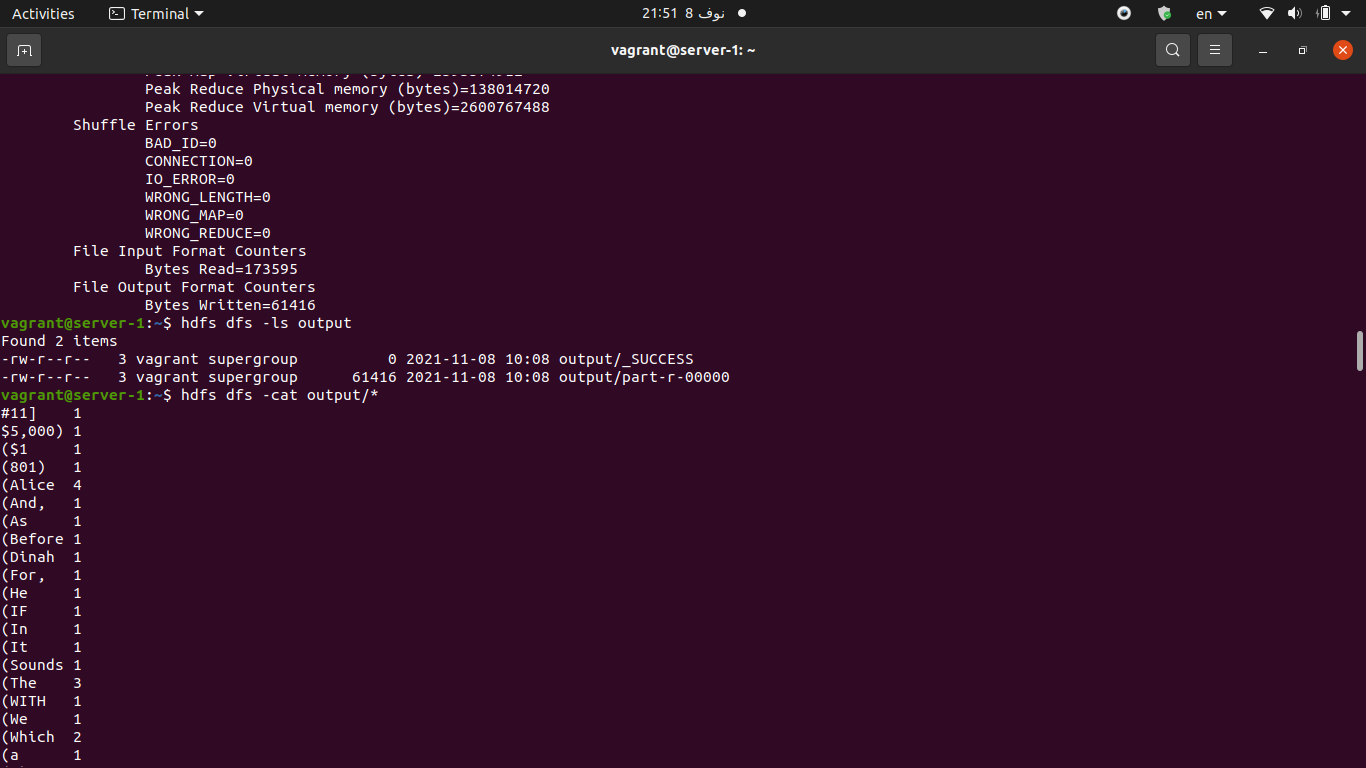 Activities Terminal 21:51 8 نوف en
vagrant@server-1: ~
Peak Map Virtual memory (bytes)
Peak Reduce Physical memory (bytes)=138014720
Peak Reduce Virtual memory (bytes)=2600767488
Shuffle Errors
BAD_ID=0
CONNECTION=0
IO_ERROR=0
WRONG_LENGTH=0
WRONG_MAP=0
WRONG_REDUCE=0
File Input Format Counters
Bytes Read=173595
File Output Format Counters
Bytes Written=61416
vagrant@server-1:~$ hdfs dfs -ls output
Found 2 items
-rw-r--r-- 3 vagrant supergroup 0 2021-11-08 10:08 output/_SUCCESS
-rw-r--r-- 3 vagrant supergroup 61416 2021-11-08 10:08 output/part-r-00000
vagrant@server-1:~$ hdfs dfs -cat output/*
#11] 1
$5,000) 1
($1 1
(801) 1
(Alice 4
(And, 1
(As 1
(Before 1
(Dinah 1
(For, 1
(He 1
(IF 1
(In 1
(It 1
(Sounds 1
(The 3
(WITH 1
(We 1
(Which 2
(a 1